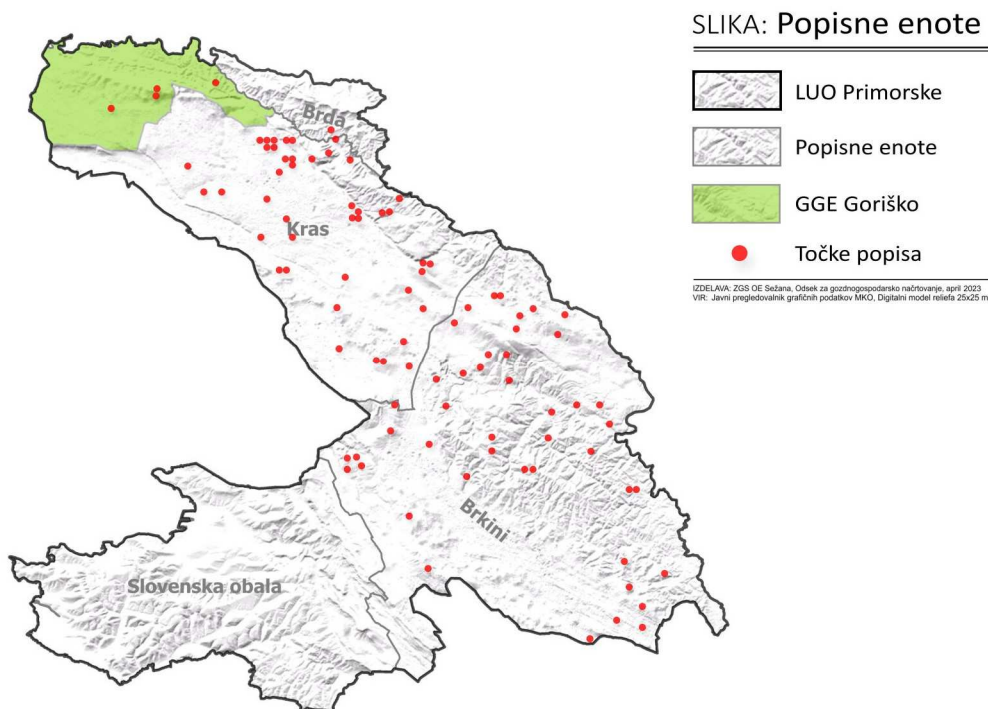 SLIKA: Popisne enote
LUO Primorske
Popisne enote
GGE Goriško
Točke popisa
IZDELAVA: ZGS OE Sežana, Odsek za gozdnogospodarsko načrtovanje, april 2023
VIR: Javni pregledovalnik grafičnih podatkov MKO, Digitalni model reliefa 25x25 m
Brda
Kras
Brkini
Slovenska obala